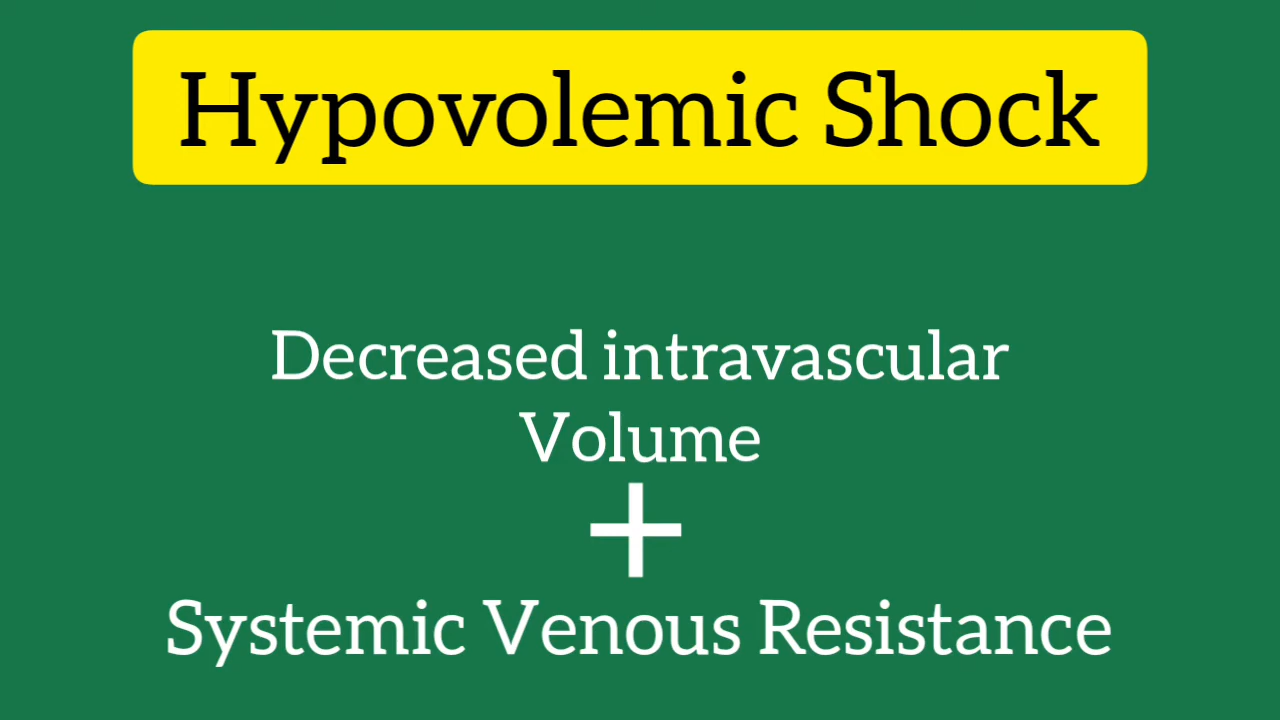 Hypovolemic Shock
Decreased intravascular
Volume
+
Systemic Venous Resistance